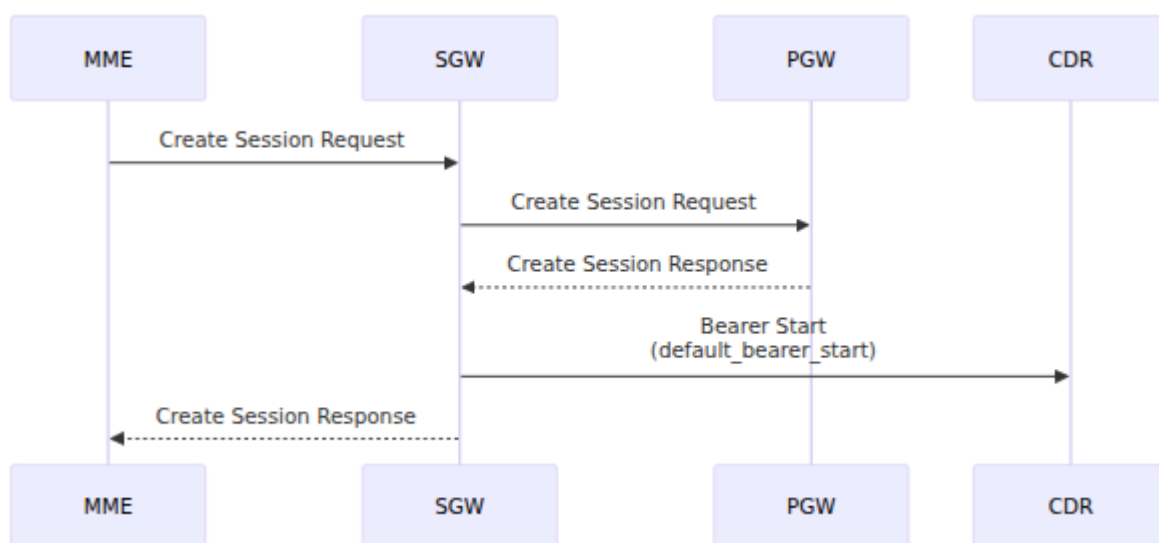 MME
SGW
PGW
CDR
Create Session Request
Create Session Request
Create Session Response
Bearer Start
(default_bearer_start)
Create Session Response
MME
SGW
PGW
CDR